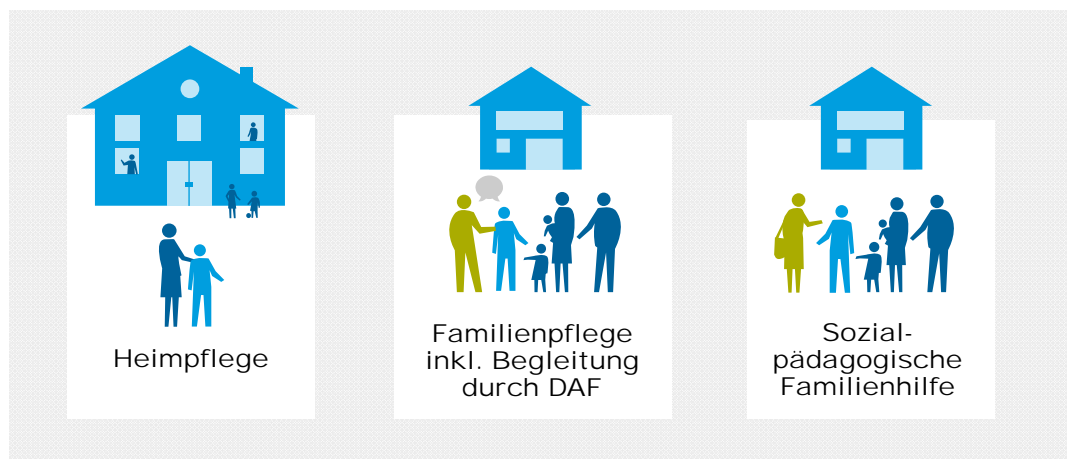 Heimpflege
Familienpflege
inkl. Begleitung
durch DAF
Sozial-
pädagogische
Familienhilfe